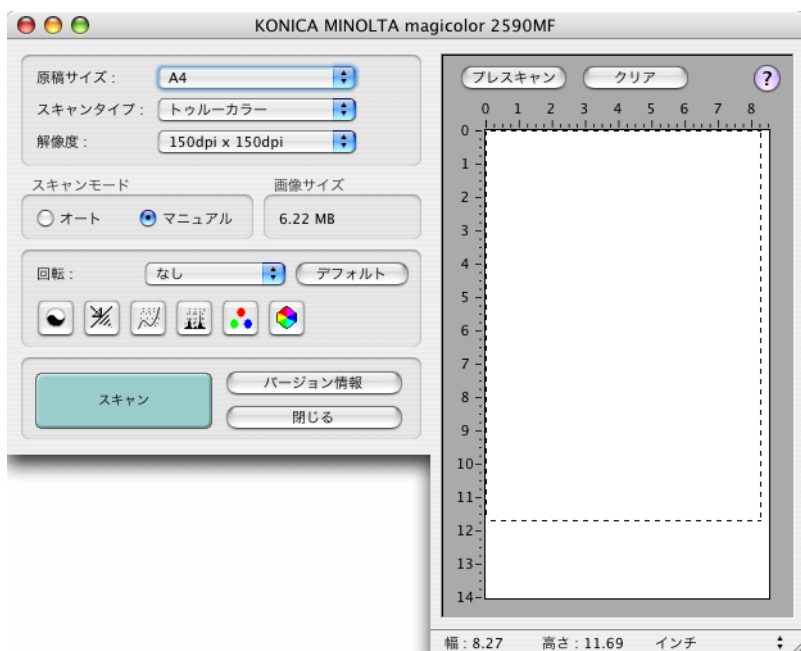 KONICA MINOLTA magicolor 2590MF
原稿サイズ： A4
スキャンタイプ： トゥルーカラー
解像度： 150dpi x 150dpi
スキャンモード 画像サイズ
オート マニュアル 6.22 MB
回転： なし デフォルト
スキャン
バージョン情報
閉じる
プレスキャン クリア ?
0 1 2 3 4 5 6 7 8
0
1
2
3
4
5
6
7
8
9
10
11
12
13
14
幅：8.27 高さ：11.69 インチ